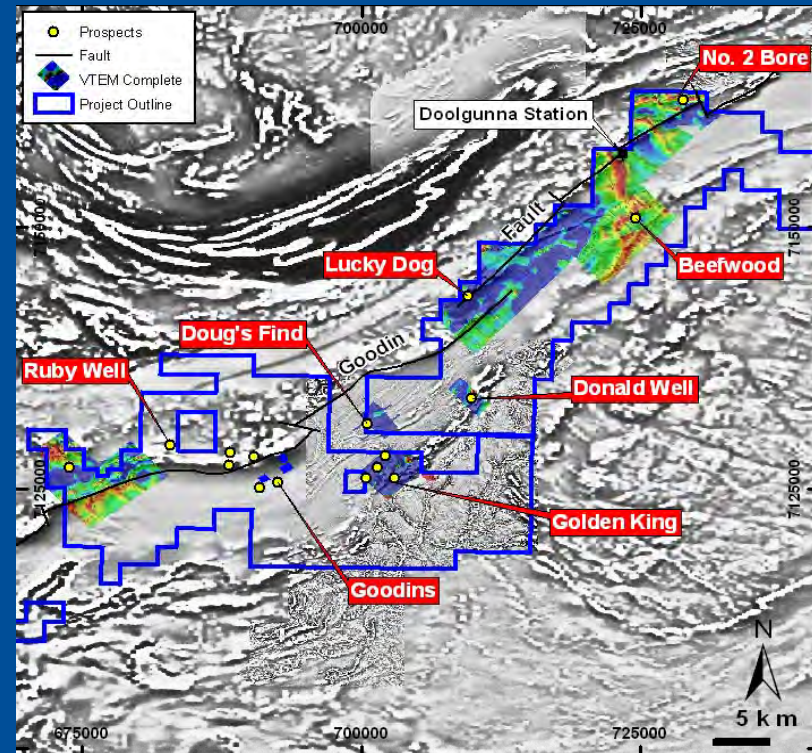 Prospects
Fault
VTEM Complete
Project Outline
700000
725000
No. 2 Bore
Doolgunna Station
7150000
7150000
Fault
Beefwood
Lucky Dog
Doug's Find
Goodin
Ruby Well
Donald Well
7125000
7125000
Golden King
Goodins
N
675000
700000
725000
5 km